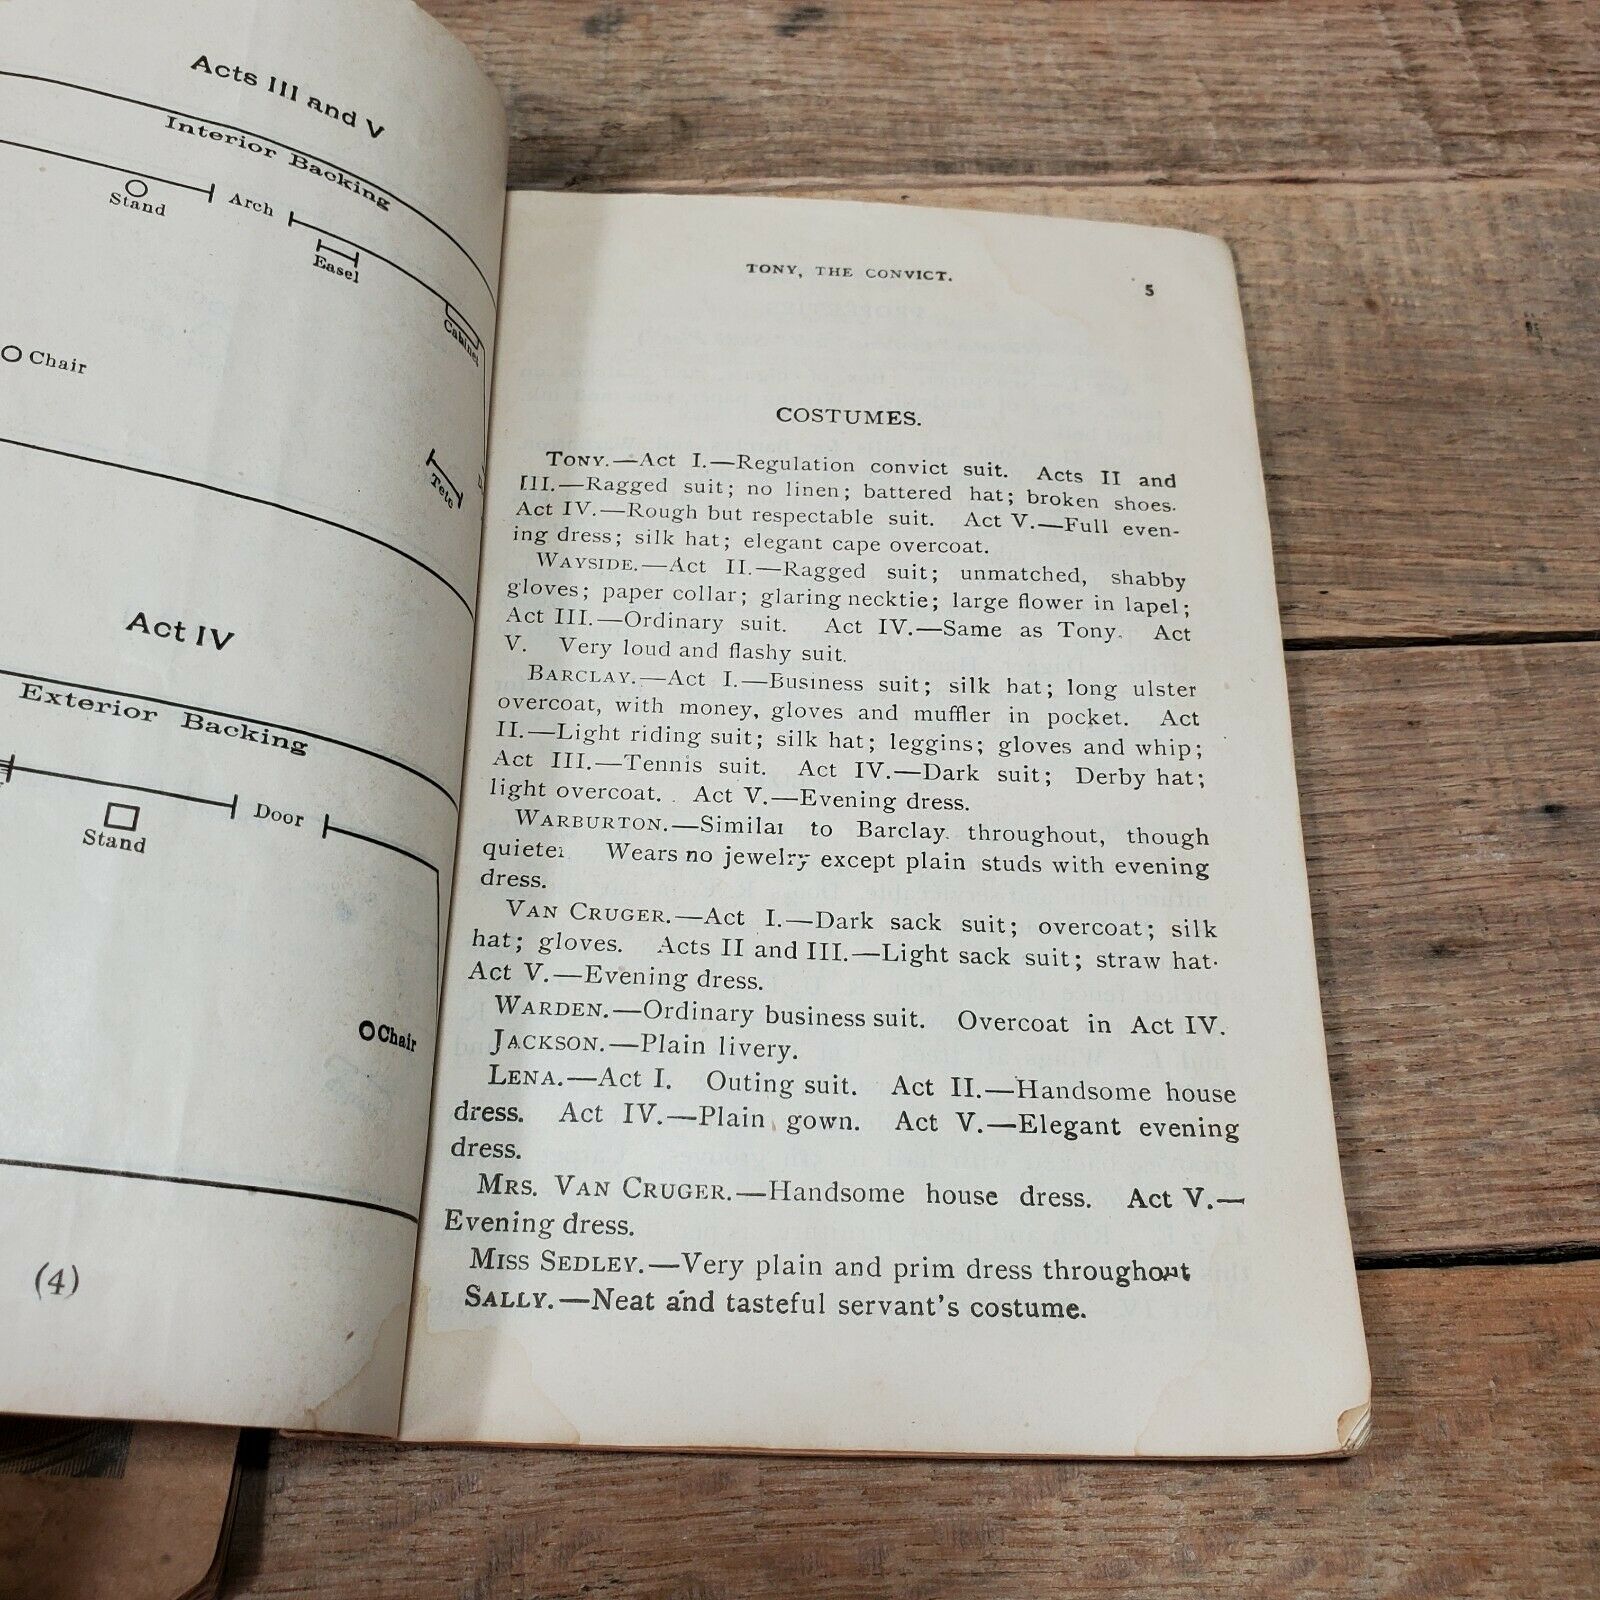 Acts III and V
Interior Backing
Stand
Arch
Easel
Cabinet
Chair
Tete
Act IV
Exterior Backing
Door
Stand
Chair
(4)
TONY, THE CONVICT.
5
COSTUMES.
TONY.—Act I.—Regulation convict suit. Acts II and
III.—Ragged suit; no linen; battered hat; broken shoes.
Act IV.—Rough but respectable suit. Act V.—Full even-
ing dress; silk hat; elegant cape overcoat.
WAYSIDE.—Act II.—Ragged suit; unmatched, shabby
gloves; paper collar; glaring necktie; large flower in lapel;
Act III.—Ordinary suit. Act IV.—Same as Tony. Act
V. Very loud and flashy suit.
BARCLAY.—Act I.—Business suit; silk hat; long ulster
overcoat, with money, gloves and muffler in pocket. Act
II.—Light riding suit; silk hat; leggins; gloves and whip;
Act III.—Tennis suit. Act IV.—Dark suit; Derby hat;
light overcoat. Act V.—Evening dress.
WARBURTON.—Similar to Barclay throughout, though
quieter Wears no jewelry except plain studs with evening
dress.
VAN CRUGER.—Act I.—Dark sack suit; overcoat; silk
hat; gloves. Acts II and III.—Light sack suit; straw hat.
Act V.—Evening dress.
WARDEN.—Ordinary business suit. Overcoat in Act IV.
JACKSON.—Plain livery.
LENA.—Act I. Outing suit. Act II.—Handsome house
dress. Act IV.—Plain gown. Act V.—Elegant evening
dress.
MRS. VAN CRUGER.—Handsome house dress. Act V.—
Evening dress.
MISS SEDLEY.—Very plain and prim dress throughout
SALLY.—Neat and tasteful servant's costume.